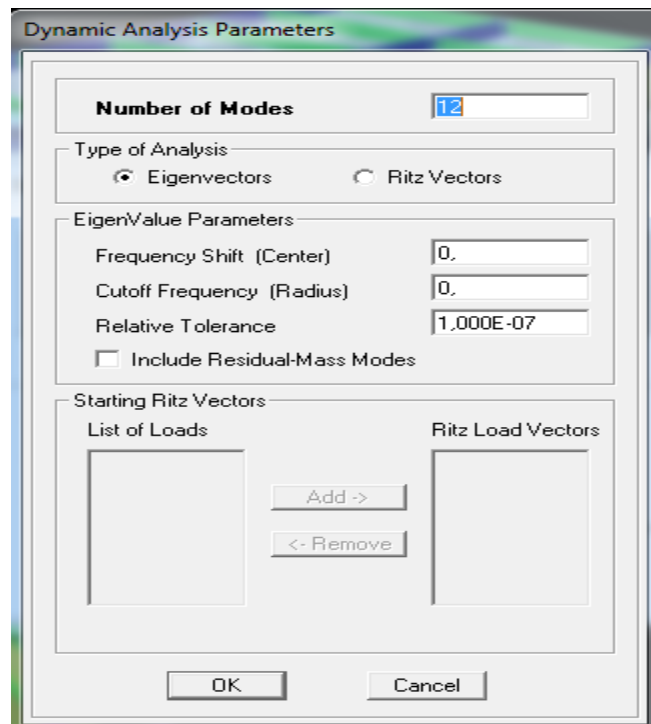 Dynamic Analysis Parameters
Number of Modes 12
Type of Analysis
Eigenvectors Ritz Vectors
EigenValue Parameters
Frequency Shift (Center) 0,
Cutoff Frequency (Radius) 0,
Relative Tolerance 1,000E-07
Include Residual-Mass Modes
Starting Ritz Vectors
List of Loads Ritz Load Vectors
Add ->
<- Remove
OK Cancel